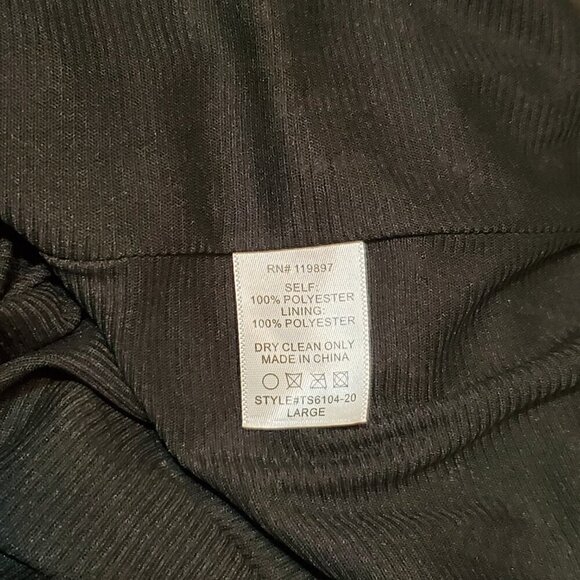 RN# 119897
SELF:
100% POLYESTER
LINING:
100% POLYESTER
DRY CLEAN ONLY
MADE IN CHINA
STYLE#TS6104-20
LARGE